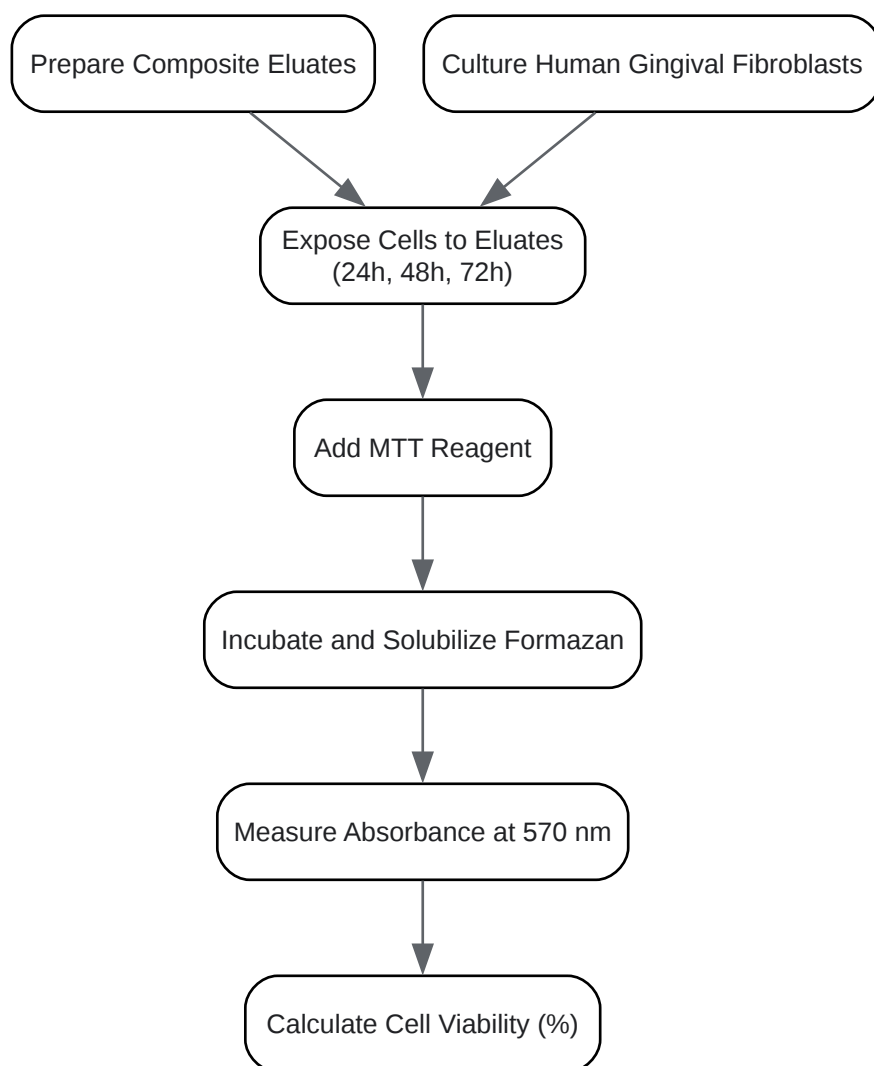 Prepare Composite Eluates
Culture Human Gingival Fibroblasts
Expose Cells to Eluates
(24h, 48h, 72h)
Add MTT Reagent
Incubate and Solubilize Formazan
Measure Absorbance at 570 nm
Calculate Cell Viability (%)